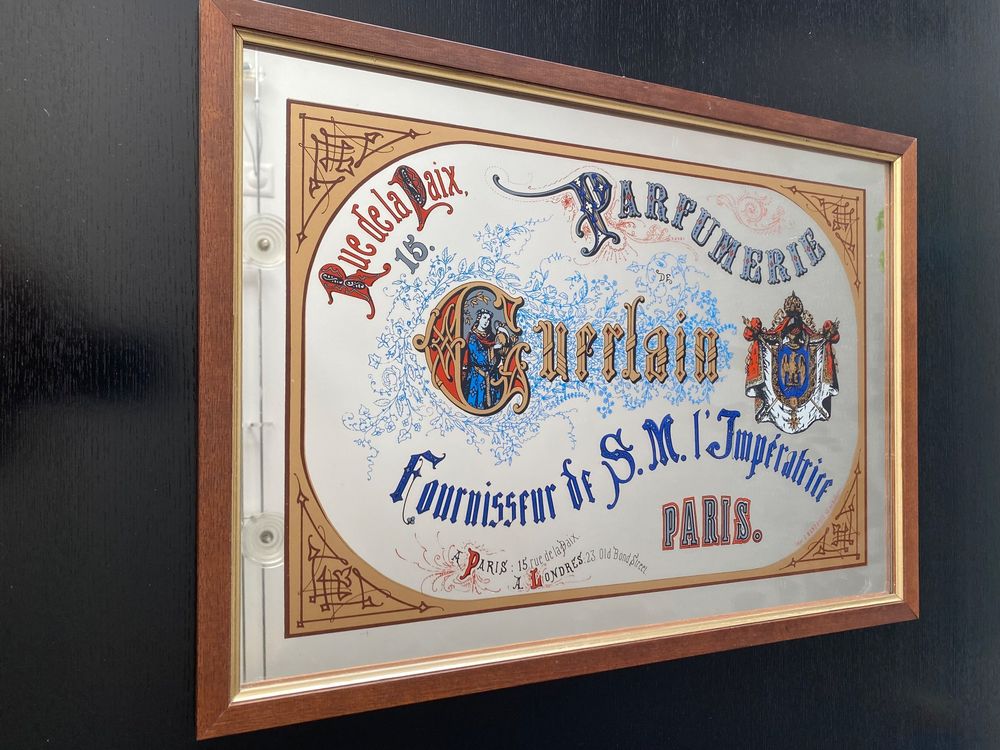 Rue de la Paix,
15.
PARFUMERIE
DE
Guerlain
Fournisseur de S. M. l'Impératrice
PARIS.
A PARIS : 15 rue de la Paix.
A LONDRES. 23 Old Bond Street